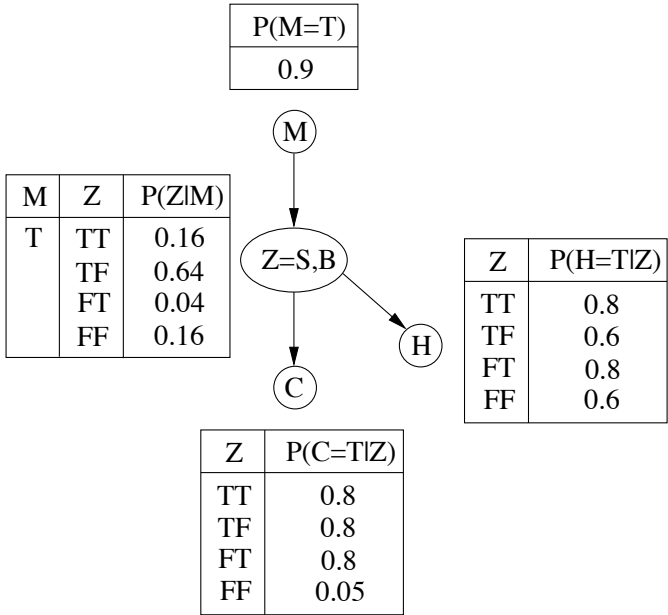 P(M=T)
0.9
M
M Z P(Z|M)
T TT 0.16
TF 0.64
FT 0.04
FF 0.16
Z=S,B
Z P(H=T|Z)
TT 0.8
TF 0.6
FT 0.8
FF 0.6
H
C
Z P(C=T|Z)
TT 0.8
TF 0.8
FT 0.8
FF 0.05